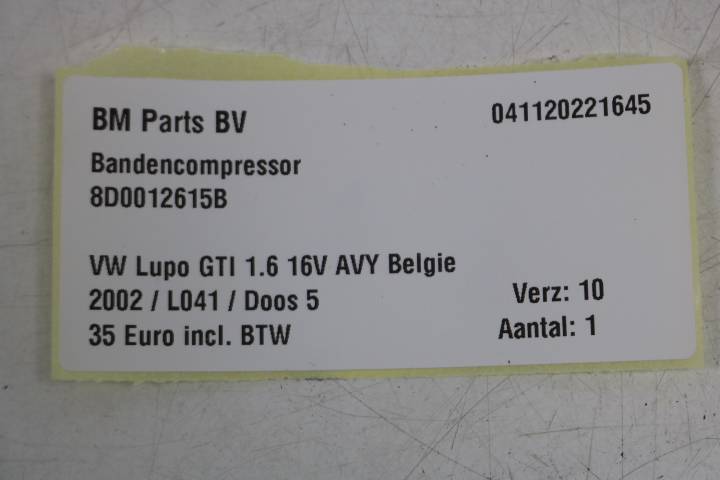 BM Parts BV
041120221645
Bandencompressor
8D0012615B
VW Lupo GTI 1.6 16V AVY Belgie
2002 / L041 / Doos 5
Verz: 10
35 Euro incl. BTW
Aantal: 1